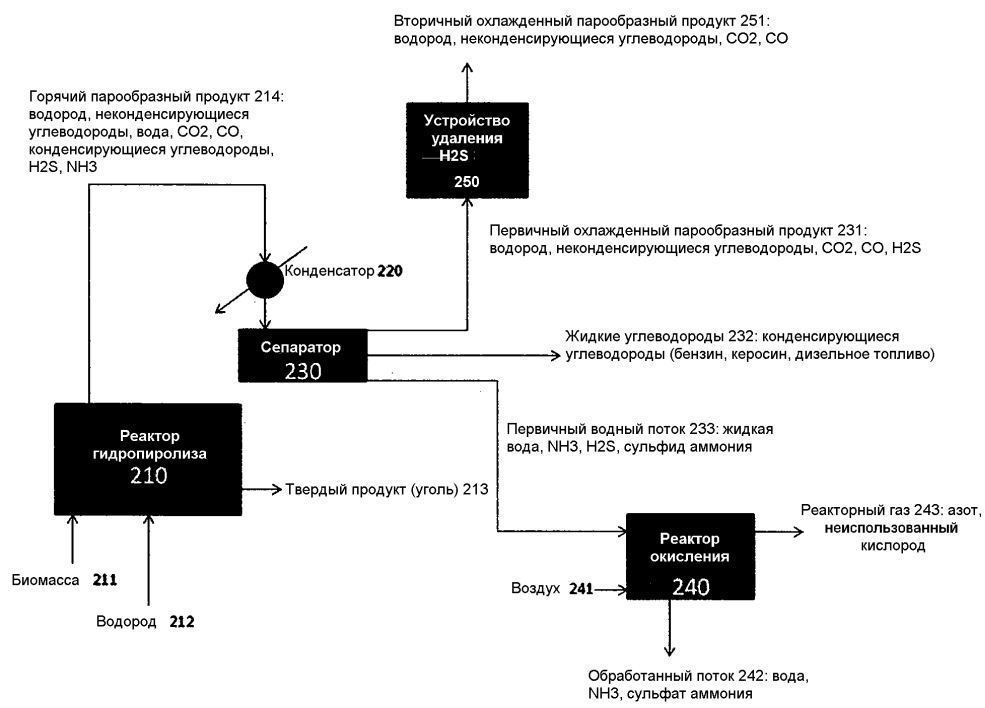 Вторичный охлажденный парообразный продукт 251:
водород, неконденсирующиеся углеводороды, CO2, CO
Горячий парообразный продукт 214:
водород, неконденсирующиеся
углеводороды, вода, CO2, CO,
конденсирующиеся углеводороды,
H2S, NH3
Устройство
удаления
H2S
250
Первичный охлажденный парообразный продукт 231:
водород, неконденсирующиеся углеводороды, CO2, CO, H2S
Конденсатор 220
Сепаратор
230
Жидкие углеводороды 232: конденсирующиеся
углеводороды (бензин, керосин, дизельное топливо)
Реактор
гидропиролиза
210
Первичный водный поток 233: жидкая
вода, NH3, H2S, сульфид аммония
Твердый продукт (уголь) 213
Реакторный газ 243: азот,
неиспользованный
кислород
Реактор
окисления
240
Биомасса 211
Воздух 241
Водород 212
Обработанный поток 242: вода,
NH3, сульфат аммония